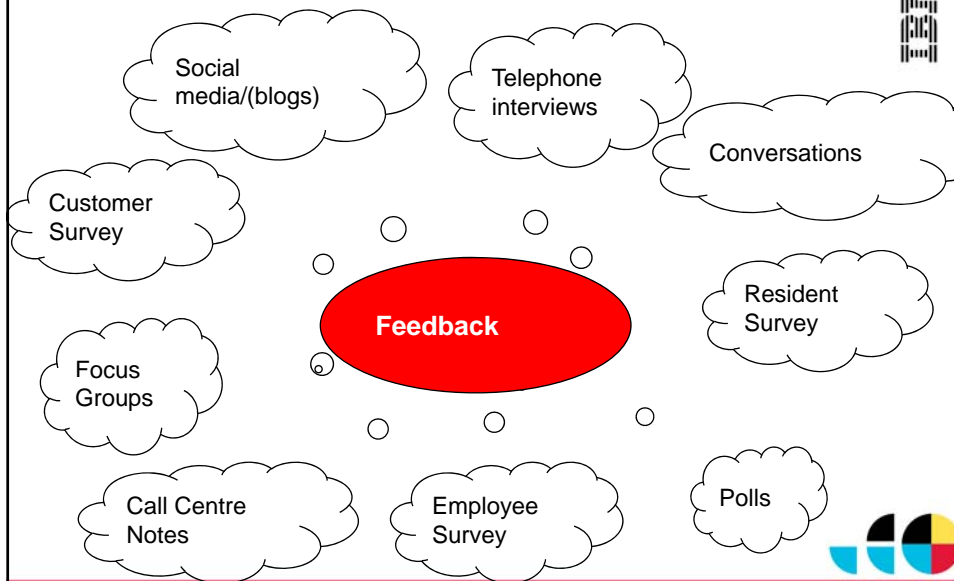 Social
media/(blogs)
Telephone
interviews
Conversations
Customer
Survey
Feedback
Resident
Survey
Focus
Groups
Call Centre
Notes
Employee
Survey
Polls
IBM